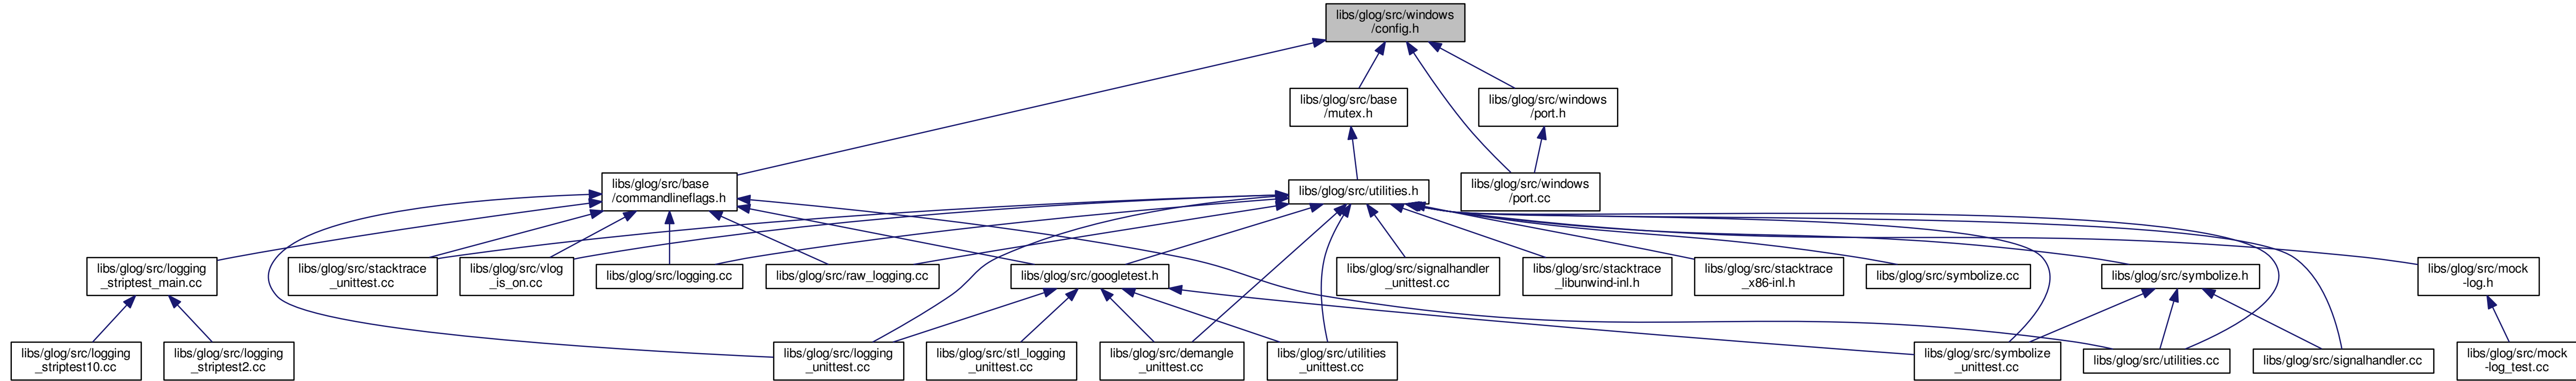 libs/glog/src/windows
/config.h
libs/glog/src/base
/mutex.h
libs/glog/src/windows
/port.h
libs/glog/src/base
/commandlineflags.h
libs/glog/src/utilities.h
libs/glog/src/windows
/port.cc
libs/glog/src/logging
_striptest_main.cc
libs/glog/src/stacktrace
_unittest.cc
libs/glog/src/vlog
_is_on.cc
libs/glog/src/logging.cc
libs/glog/src/raw_logging.cc
libs/glog/src/googletest.h
libs/glog/src/signalhandler
_unittest.cc
libs/glog/src/stacktrace
_libunwind-inl.h
libs/glog/src/stacktrace
_x86-inl.h
libs/glog/src/symbolize.cc
libs/glog/src/symbolize.h
libs/glog/src/mock
-log.h
libs/glog/src/logging
_striptest10.cc
libs/glog/src/logging
_striptest2.cc
libs/glog/src/logging
_unittest.cc
libs/glog/src/stl_logging
_unittest.cc
libs/glog/src/demangle
_unittest.cc
libs/glog/src/utilities
_unittest.cc
libs/glog/src/symbolize
_unittest.cc
libs/glog/src/utilities.cc
libs/glog/src/signalhandler.cc
libs/glog/src/mock
-log_test.cc